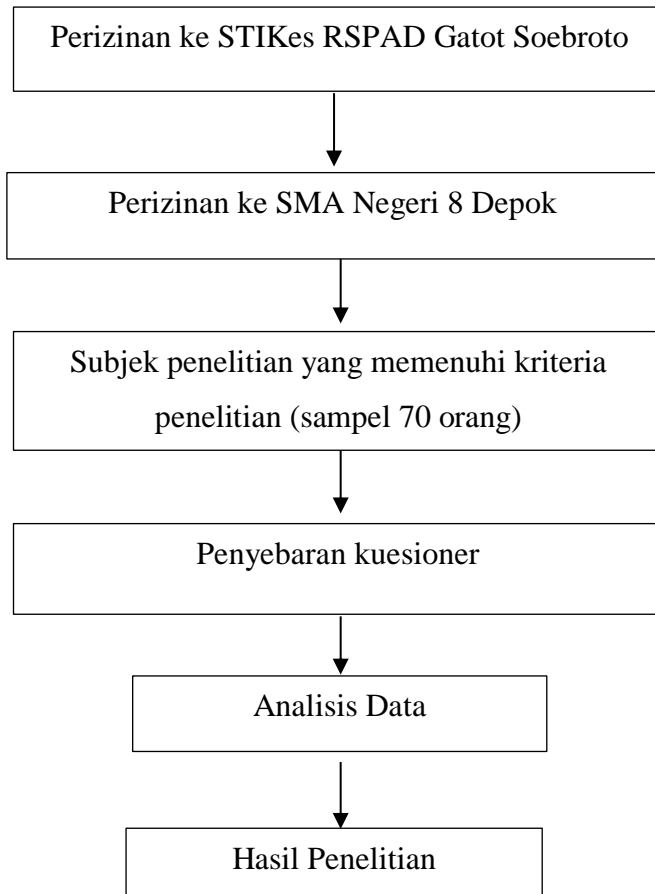 Perizinan ke STIKes RSPAD Gatot Soebroto
Perizinan ke SMA Negeri 8 Depok
Subjek penelitian yang memenuhi kriteria
penelitian (sampel 70 orang)
Penyebaran kuesioner
Analisis Data
Hasil Penelitian